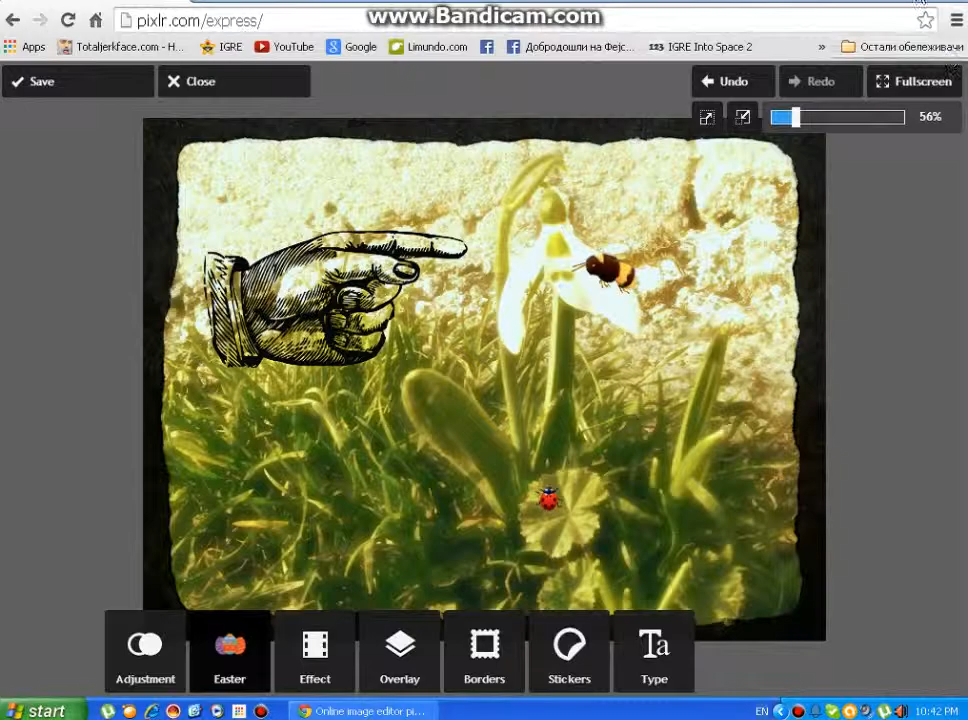 www.Bandicam.com
pixlr.com/express/
Apps
Totaljerkface.com - H...
IGRE
YouTube
Google
Limundo.com
Добродошли на Фејс...
123 IGRE Into Space 2
»
Остали обележивачи
Save
Close
Undo
Redo
Fullscreen
56%
Adjustment
Easter
Effect
Overlay
Borders
Stickers
Ta
Type
start
Online image editor pi...
EN
10:42 PM